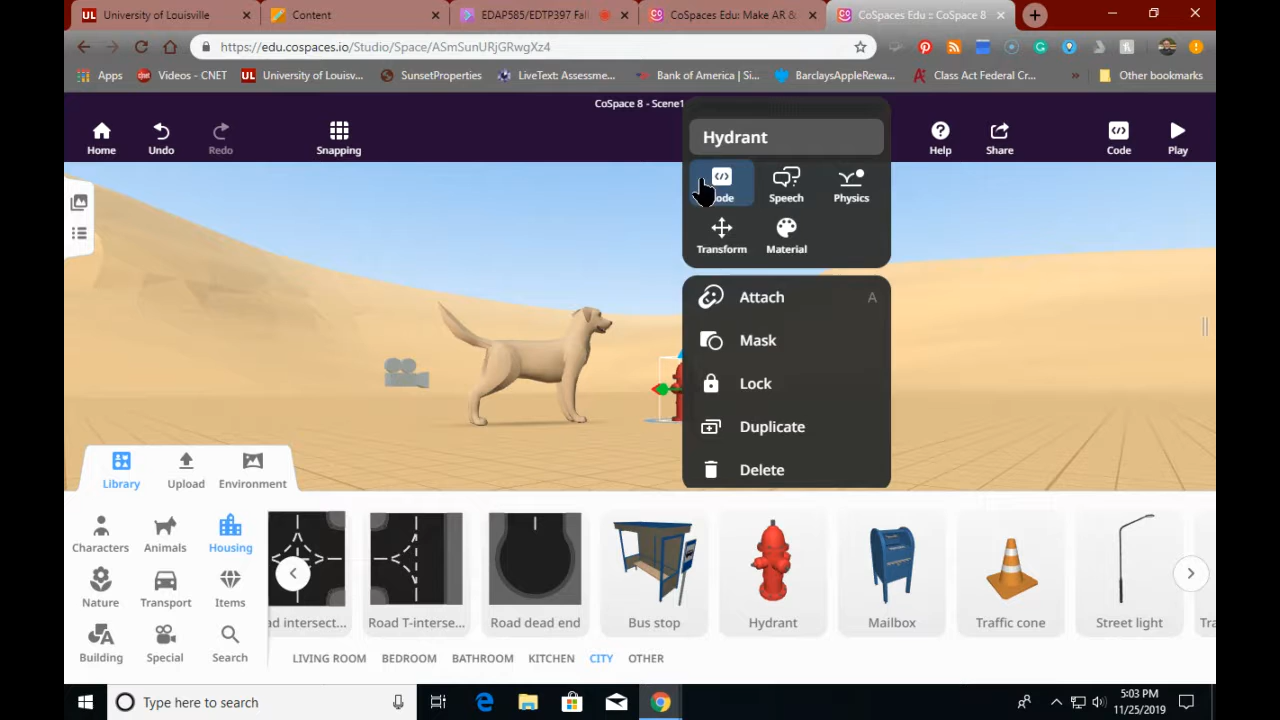 University of Louisville
Content
EDAP585/EDTP397 Fal
CoSpaces Edu: Make AR &
CoSpaces Edu :: CoSpace 8
https://edu.cospaces.io/Studio/Space/ASmSunURjGRwgXz4
Apps
Videos - CNET
University of Louisv...
SunsetProperties
LiveText: Assessme...
Bank of America | Si...
BarclaysAppleRewa...
Class Act Federal Cr...
»
Other bookmarks
CoSpace 8 - Scene1
Home
Undo
Redo
Snapping
Hydrant
Help
Share
Code
Play
Speech
Physics
Transform
Material
Attach
A
Mask
Lock
Duplicate
Delete
Library
Upload
Environment
Characters
Animals
Housing
Nature
Transport
Items
Building
Special
Search
Road T-interse...
Road dead end
Bus stop
Hydrant
Mailbox
Traffic cone
Street light
LIVING ROOM
BEDROOM
BATHROOM
KITCHEN
CITY
OTHER
Type here to search
5:03 PM
11/25/2019